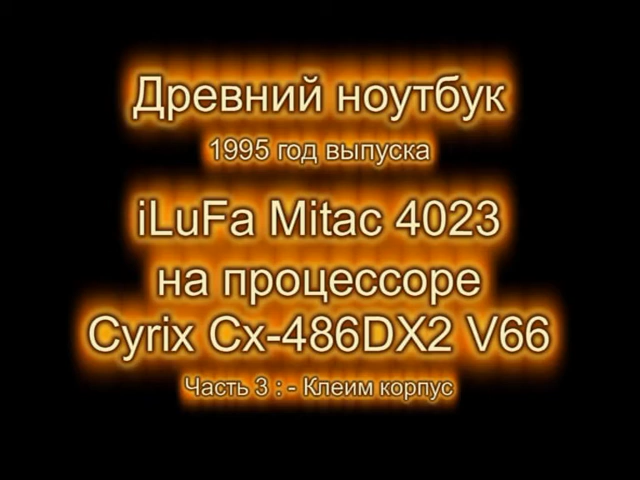 Древний ноутбук
1995 год выпуска
iLuFa Mitac 4023
на процессоре
Cyrix Cx-486DX2 V66
Часть 3 : - Клеим корпус